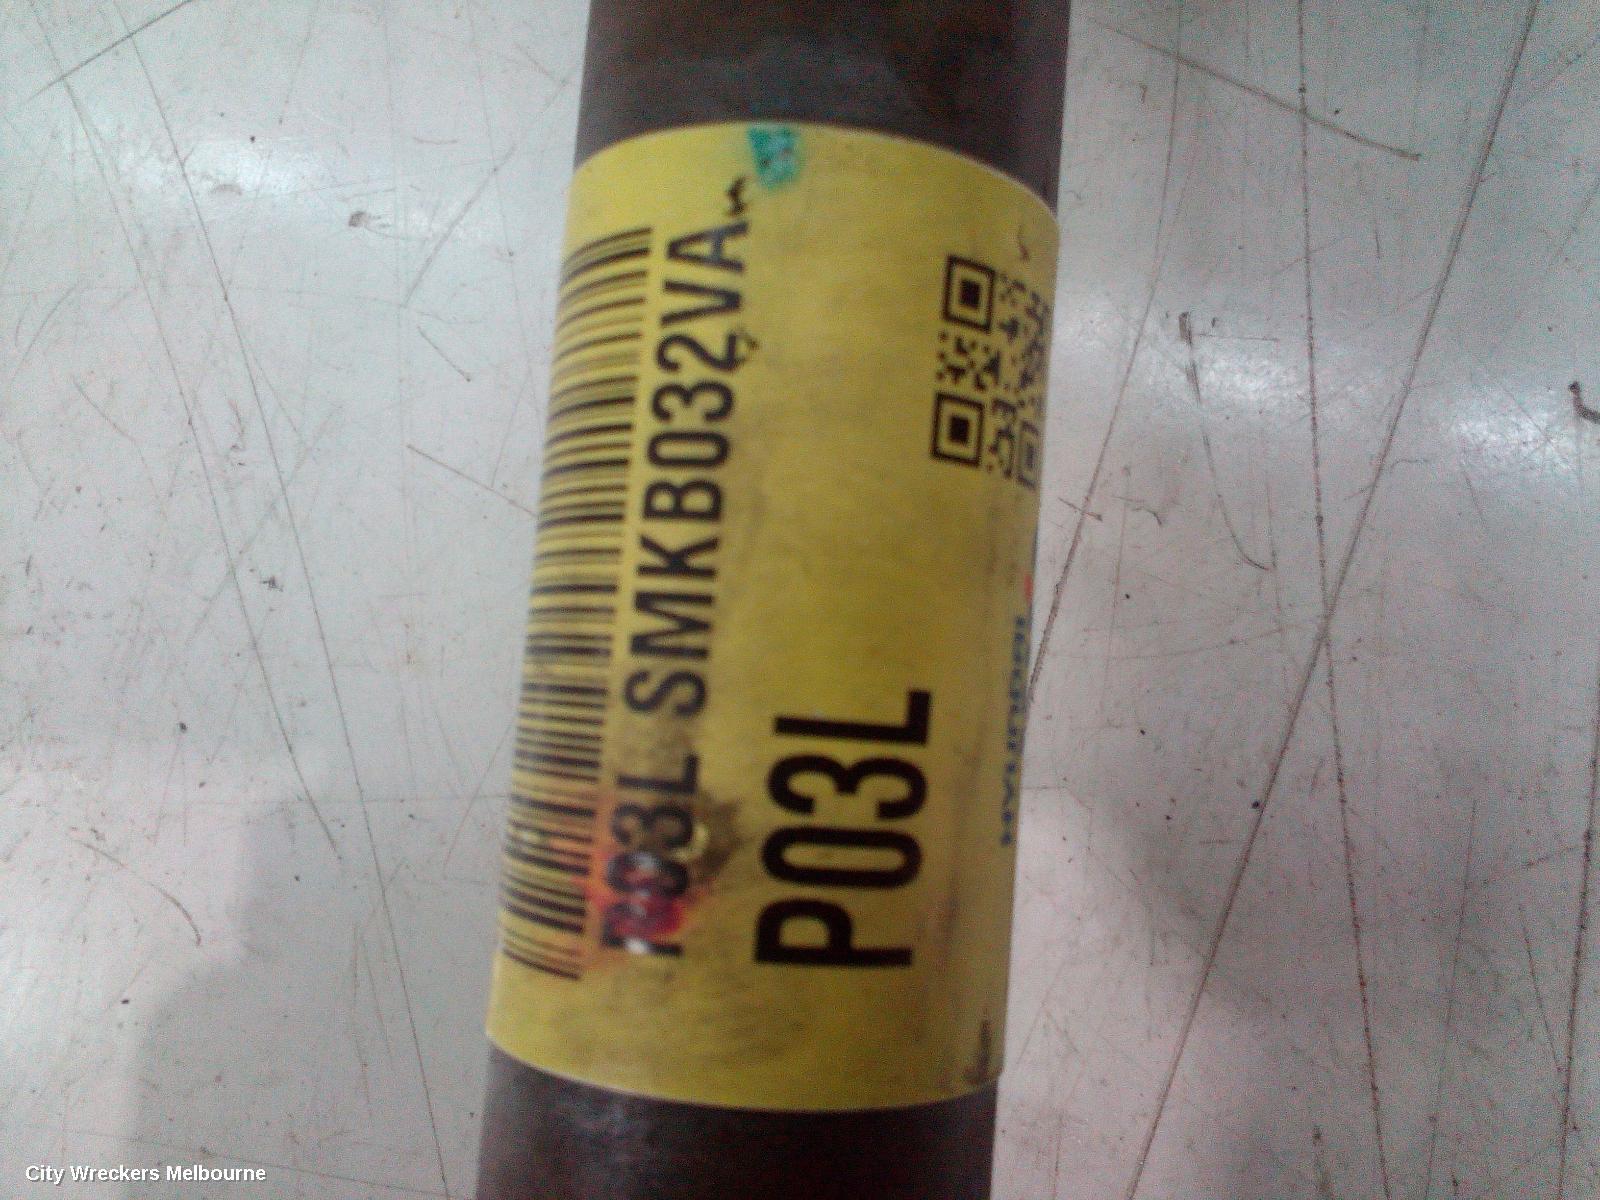 P03L SMKB032VA
P03L
City Wreckers Melbourne